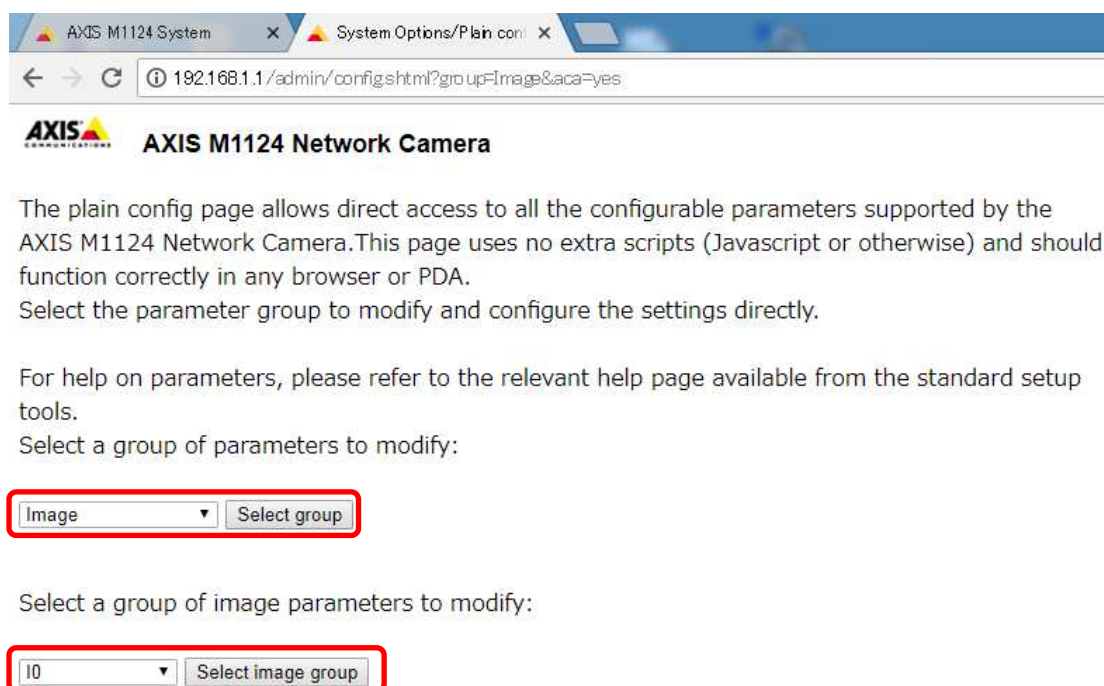 AXIS M1124 System
System Options/Plain con
192.168.1.1/admin/config.shtml?group=Image&aca=yes
AXIS
COMMUNICATIONS
AXIS M1124 Network Camera
The plain config page allows direct access to all the configurable parameters supported by the
AXIS M1124 Network Camera.This page uses no extra scripts (Javascript or otherwise) and should
function correctly in any browser or PDA.
Select the parameter group to modify and configure the settings directly.
For help on parameters, please refer to the relevant help page available from the standard setup
tools.
Select a group of parameters to modify:
Image Select group
Select a group of image parameters to modify:
I0 Select image group